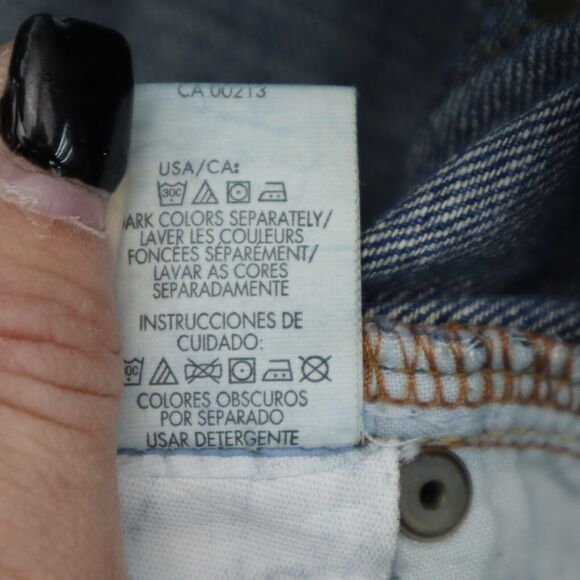 CA 00213
USA/CA:
30C
DARK COLORS SEPARATELY/
LAVER LES COULEURS
FONCÉES SÉPARÉMENT/
LAVAR AS CORES
SEPARADAMENTE
INSTRUCCIONES DE
CUIDADO:
COLORES OBSCUROS
POR SEPARADO
USAR DETERGENTE